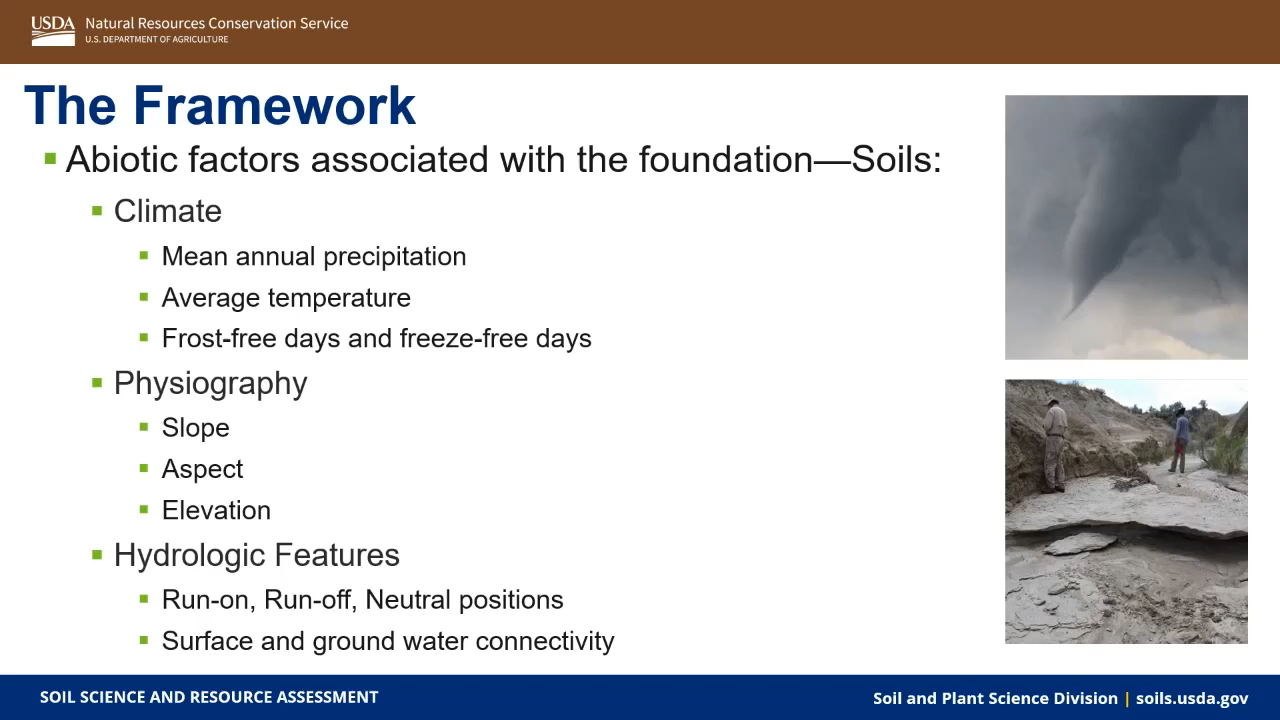 USDA
Natural Resources Conservation Service
U.S. DEPARTMENT OF AGRICULTURE
The Framework
Abiotic factors associated with the foundation—Soils:
Climate
Mean annual precipitation
Average temperature
Frost-free days and freeze-free days
Physiography
Slope
Aspect
Elevation
Hydrologic Features
Run-on, Run-off, Neutral positions
Surface and ground water connectivity
SOIL SCIENCE AND RESOURCE ASSESSMENT
Soil and Plant Science Division | soils.usda.gov